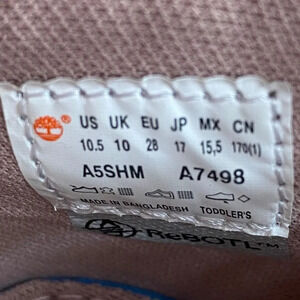 US UK EU JP MX CN
10.5 10 28 17 15,5 170(1)
A5SHM A7498
MADE IN BANGLADESH TODDLER'S
ReBOTL™